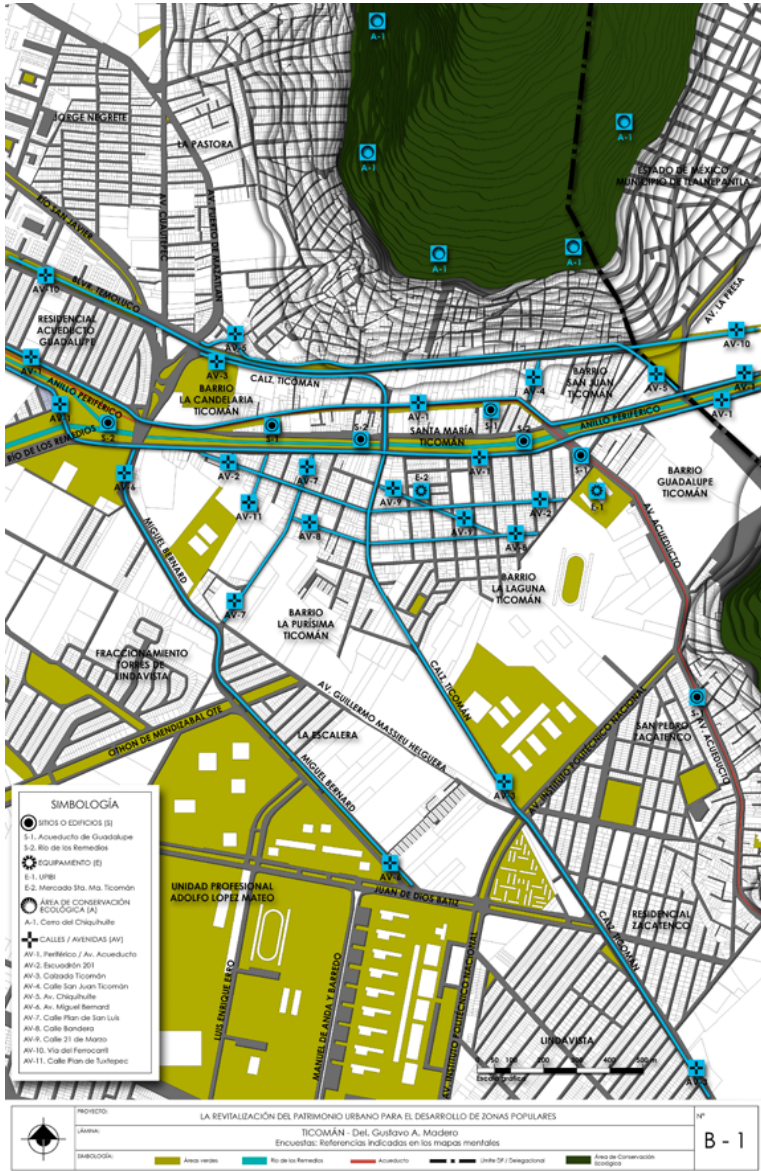 A-1
JORGE NEGRETE
LA PASTORA
A-1
A-1
ESTADO DE MÉXICO
MUNICIPIO DE TLALNEPANTLA
RIO SAN JAVIER
AV. CUAUTEPEC
AV. PUERTO DE MAZATLÁN
A-1
A-1
AV-10
BLVR. TEMOLUCO
AV. LA PRESA
RESIDENCIAL
ACUEDUCTO
GUADALUPE
AV-5
AV-10
AV-3
CALZ. TICOMÁN
AV-4
BARRIO
SAN JUAN
TICOMÁN
AV-5
AV-1
AV-1
BARRIO
LA CANDELARIA
TICOMÁN
ANILLO PERIFÉRICO
AV-1
S-1
ANILLO PERIFÉRICO
AV-1
AV-1
S-2
S-1
S-2
SANTA MARÍA
TICOMÁN
S-2
RÍO DE LOS REMEDIOS
AV-6
AV-2
AV-7
AV-1
S-1
BARRIO
GUADALUPE
TICOMÁN
E-2
AV-9
AV-2
E-1
AV-11
AV-8
AV-9
AV-8
AV. ACUEDUCTO
MIGUEL BERNARD
AV-7
BARRIO
LA PURÍSIMA
TICOMÁN
BARRIO
LA LAGUNA
TICOMÁN
FRACCIONAMIENTO
TORRES DE
LINDAVISTA
CALZ. TICOMÁN
AV. GUILLERMO MASSIEU HELGUERA
AV. INSTITUTO POLITÉCNICO NACIONAL
SAN PEDRO
ZACATENCO
AV. ACUEDUCTO
OTHON DE MENDIZABAL OTE
LA ESCALERA
MIGUEL BERNARD
AV-3
UNIDAD PROFESIONAL
ADOLFO LOPEZ MATEO
AV-6
JUAN DE DIOS BATIZ
RESIDENCIAL
ZACATENCO
CALZ. TICOMÁN
LUIS ENRIQUE ERRO
MANUEL DE ANDA Y BARREDO
AV. INSTITUTO POLITÉCNICO NACIONAL
LINDAVISTA
0 50 100 200 300 400 500 m
Escala gráfica:
AV-3
SIMBOLOGÍA
SITIOS O EDIFICIOS (S)
S-1. Acueducto de Guadalupe
S-2. Río de los Remedios
EQUIPAMIENTO (E)
E-1. UPIBI
E-2. Mercado Sta. Ma. Ticomán
ÁREA DE CONSERVACIÓN
ECOLÓGICA (A)
A-1. Cerro del Chiquihuite
CALLES / AVENIDAS (AV)
AV-1. Periférico / Av. Acueducto
AV-2. Escuadrón 201
AV-3. Calzada Ticomán
AV-4. Calle San Juan Ticomán
AV-5. Av. Chiquihuite
AV-6. Av. Miguel Bernard
AV-7. Calle Plan de San Luis
AV-8. Calle Bandera
AV-9. Calle 21 de Marzo
AV-10. Vía del Ferrocarril
AV-11. Calle Plan de Tuxtepec
PROYECTO:
LA REVITALIZACIÓN DEL PATRIMONIO URBANO PARA EL DESARROLLO DE ZONAS POPULARES
LÁMINA:
TICOMÁN - Del. Gustavo A. Madero
Encuestas: Referencias indicadas en los mapas mentales
SIMBOLOGÍA:
Áreas verdes
Río de los Remedios
Acueducto
Límite DF / Delegacional
Área de Conservación
Ecológica
N°
B - 1